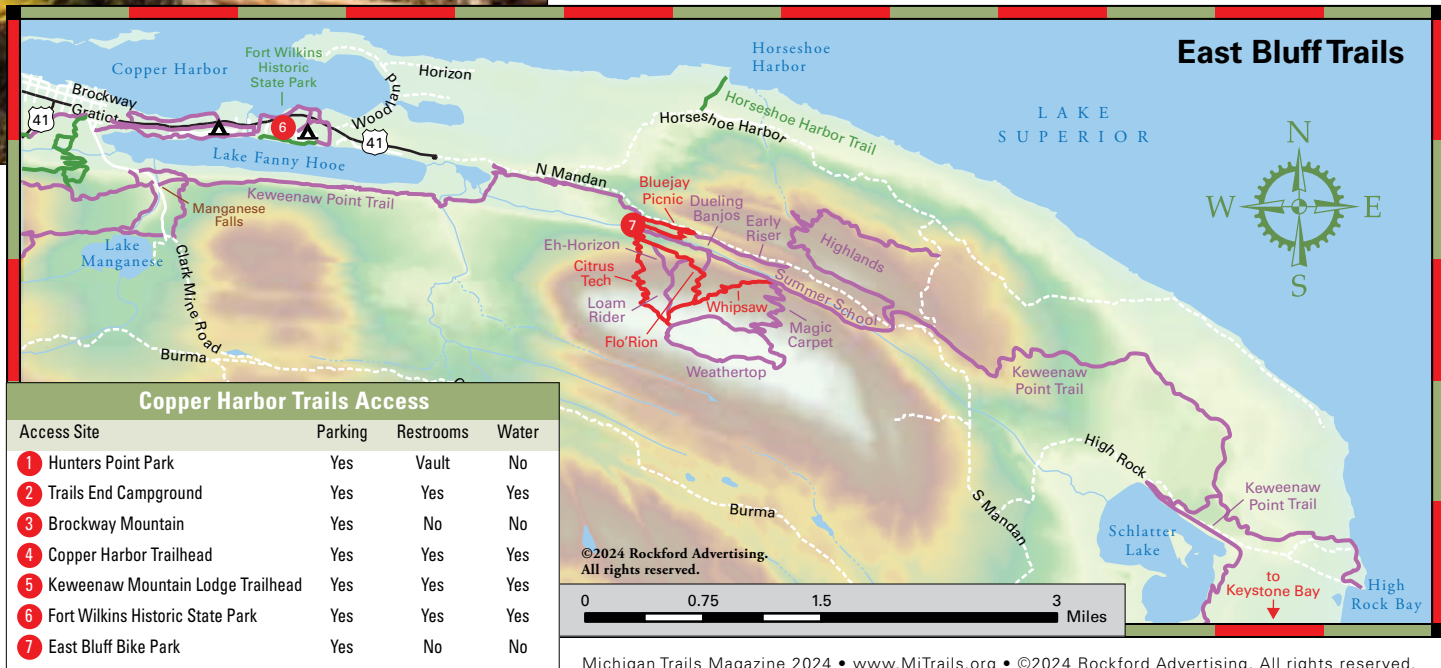 East Bluff Trails
Horseshoe
Harbor
Copper Harbor
Fort Wilkins
Historic
State Park
Horizon
Woodlan
Brockway
Gratiot
41
6
41
Lake Fanny Hooe
Horseshoe Harbor Trail
Horseshoe Harbor
LAKE
SUPERIOR
N
W
E
S
N Mandan
Keweenaw Point Trail
Manganese
Falls
Lake
Manganese
Clark Mine Road
Burma
Bluejay
Picnic
Dueling
Banjos
Early
Riser
7
Eh-Horizon
Highlands
Citrus
Tech
Summer School
Loam
Rider
Whipsaw
Flo'Rion
Magic
Carpet
Weathertop
Keweenaw
Point Trail
High Rock
S Mandan
Burma
Keweenaw
Point Trail
Schlatter
Lake
to
Keystone Bay
High
Rock Bay
©2024 Rockford Advertising.
All rights reserved.
0 0.75 1.5 3
Miles
Copper Harbor Trails Access
Access Site Parking Restrooms Water
1 Hunters Point Park Yes Vault No
2 Trails End Campground Yes Yes Yes
3 Brockway Mountain Yes No No
4 Copper Harbor Trailhead Yes Yes Yes
5 Keweenaw Mountain Lodge Trailhead Yes Yes Yes
6 Fort Wilkins Historic State Park Yes Yes Yes
7 East Bluff Bike Park Yes No No
Michigan Trails Magazine 2024 • www.MiTrails.org • ©2024 Rockford Advertising. All rights reserved.